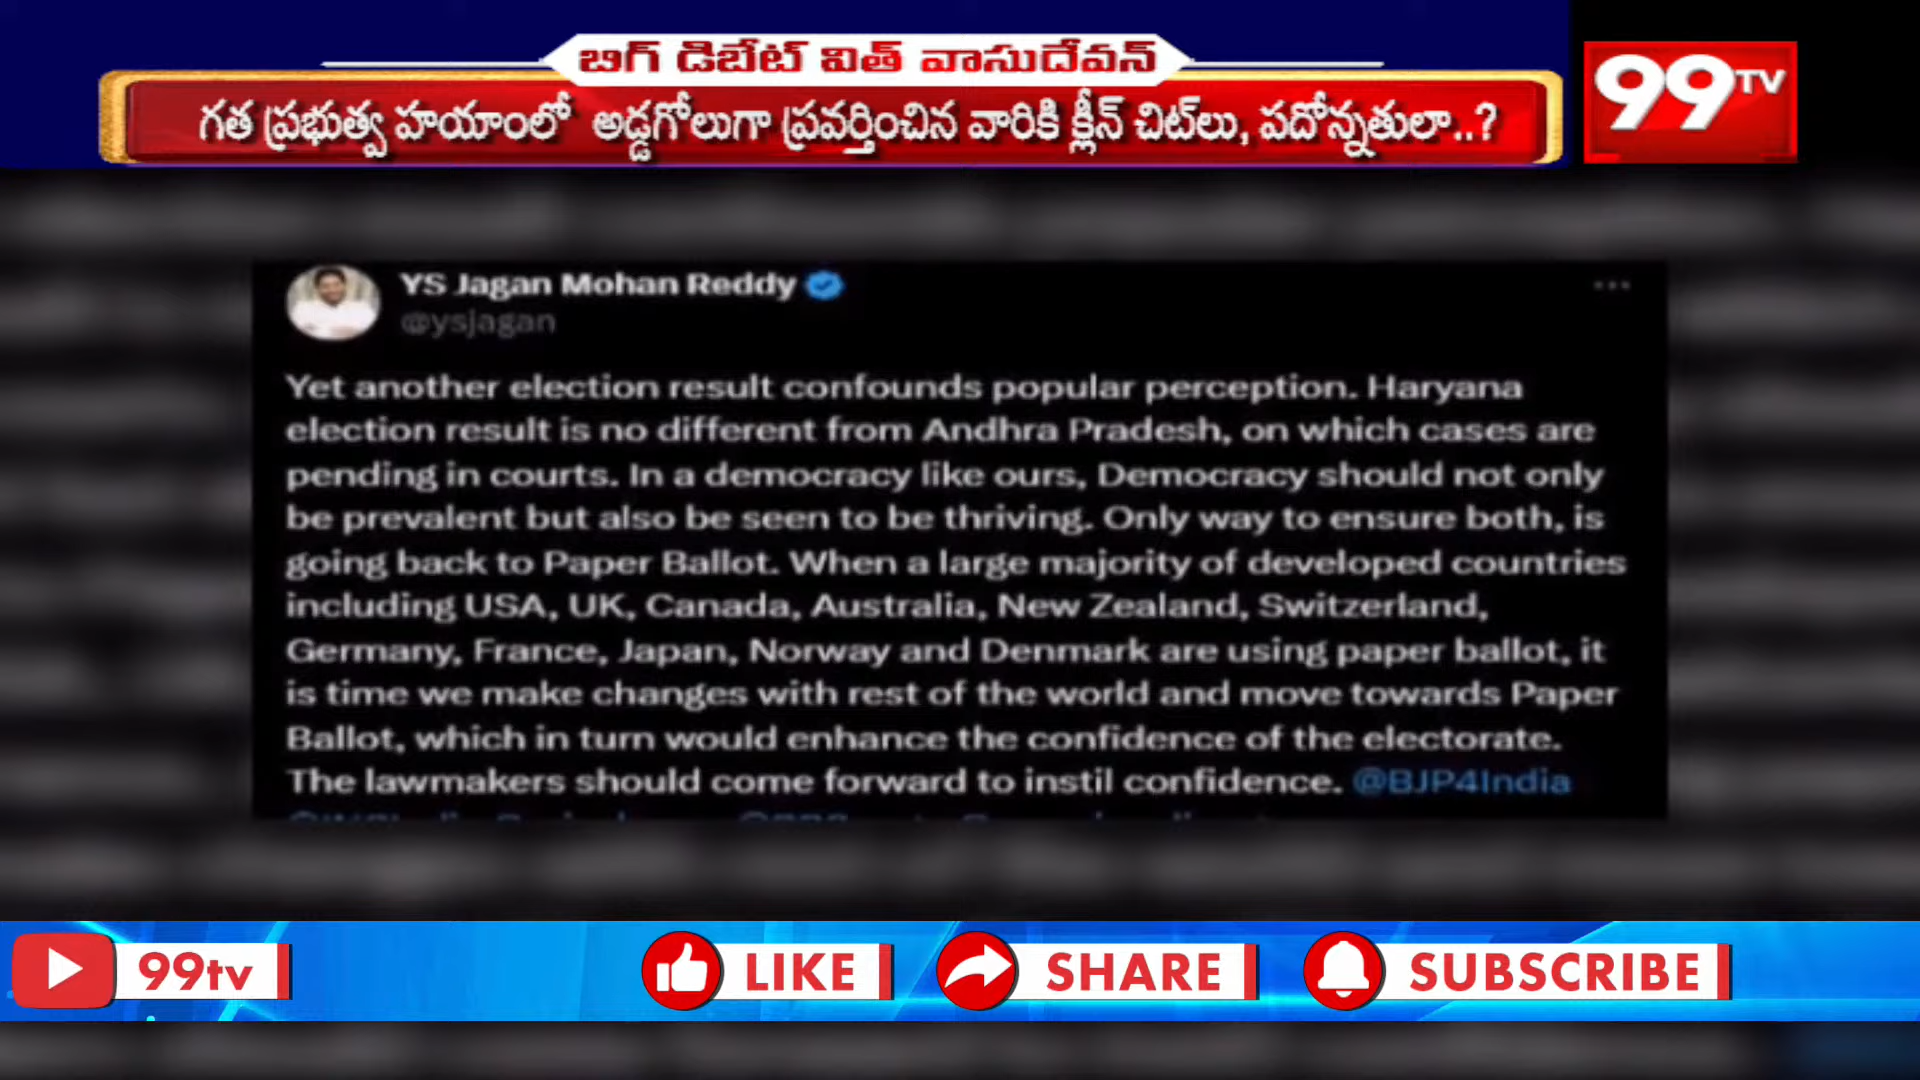 బిగ్ డిబేట్ విత్ వాసుదేవన్
గత ప్రభుత్వ హయాంలో అడ్డగోలుగా ప్రవర్తించిన వారికి క్లీన్ చిట్‌లు, పదోన్నతులా..?
99TV
YS Jagan Mohan Reddy
@ysjagan
Yet another election result confounds popular perception. Haryana
election result is no different from Andhra Pradesh, on which cases are
pending in courts. In a democracy like ours, Democracy should not only
be prevalent but also be seen to be thriving. Only way to ensure both, is
going back to Paper Ballot. When a large majority of developed countries
including USA, UK, Canada, Australia, New Zealand, Switzerland,
Germany, France, Japan, Norway and Denmark are using paper ballot, it
is time we make changes with rest of the world and move towards Paper
Ballot, which in turn would enhance the confidence of the electorate.
The lawmakers should come forward to instil confidence. @BJP4India
99tv
LIKE
SHARE
SUBSCRIBE